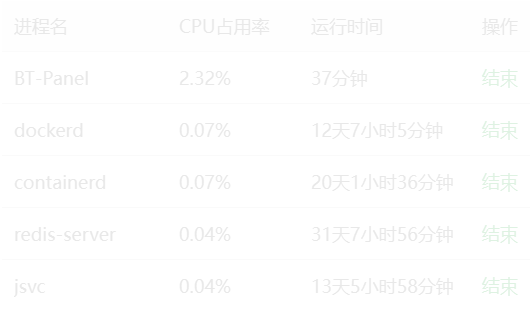 进程名 CPU占用率 运行时间 操作
BT-Panel 2.32% 37分钟 结束
dockerd 0.07% 12天7小时5分钟 结束
containerd 0.07% 20天1小时36分钟 结束
redis-server 0.04% 31天7小时56分钟 结束
jsvc 0.04% 13天5小时58分钟 结束